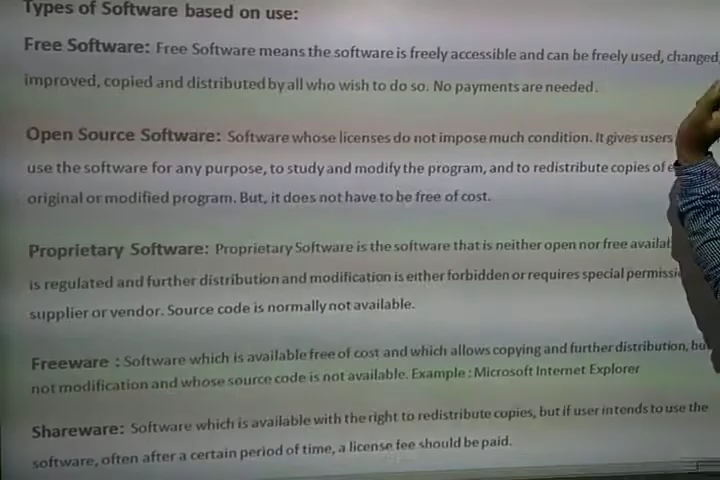 Types of Software based on use:
Free Software: Free Software means the software is freely accessible and can be freely used, changed,
improved, copied and distributed by all who wish to do so. No payments are needed.
Open Source Software: Software whose licenses do not impose much condition. It gives users
use the software for any purpose, to study and modify the program, and to redistribute copies of
original or modified program. But, it does not have to be free of cost.
Proprietary Software: Proprietary Software is the software that is neither open nor free
is regulated and further distribution and modification is either forbidden or requires special
supplier or vendor. Source code is normally not available.
Freeware : Software which is available free of cost and which allows copying and further distribution,
not modification and whose source code is not available. Example : Microsoft Internet Explorer
Shareware: Software which is available with the right to redistribute copies, but if user intends to use the
software, often after a certain period of time, a license fee should be paid.